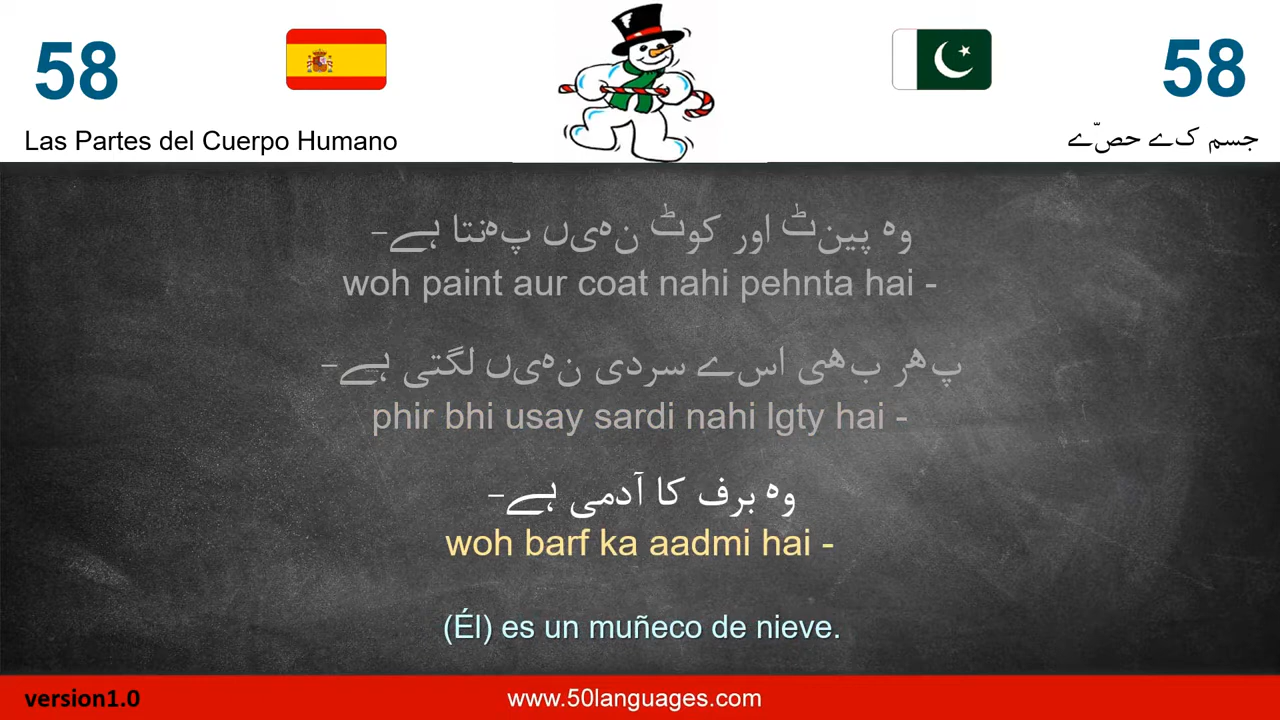 58
58
Las Partes del Cuerpo Humano
جسم کے حصّے
وہ پینٹ اور کوٹ نہیں پہنتا ہے-
woh paint aur coat nahi pehnta hai -
پھر بھی اسے سردی نہیں لگتی ہے-
phir bhi usay sardi nahi lgty hai -
وہ برف کا آدمی ہے-
woh barf ka aadmi hai -
(Él) es un muñeco de nieve.
version1.0
www.50languages.com